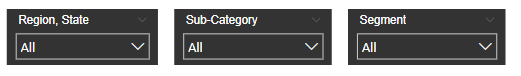 Region, State
All
Sub-Category
All
Segment
All